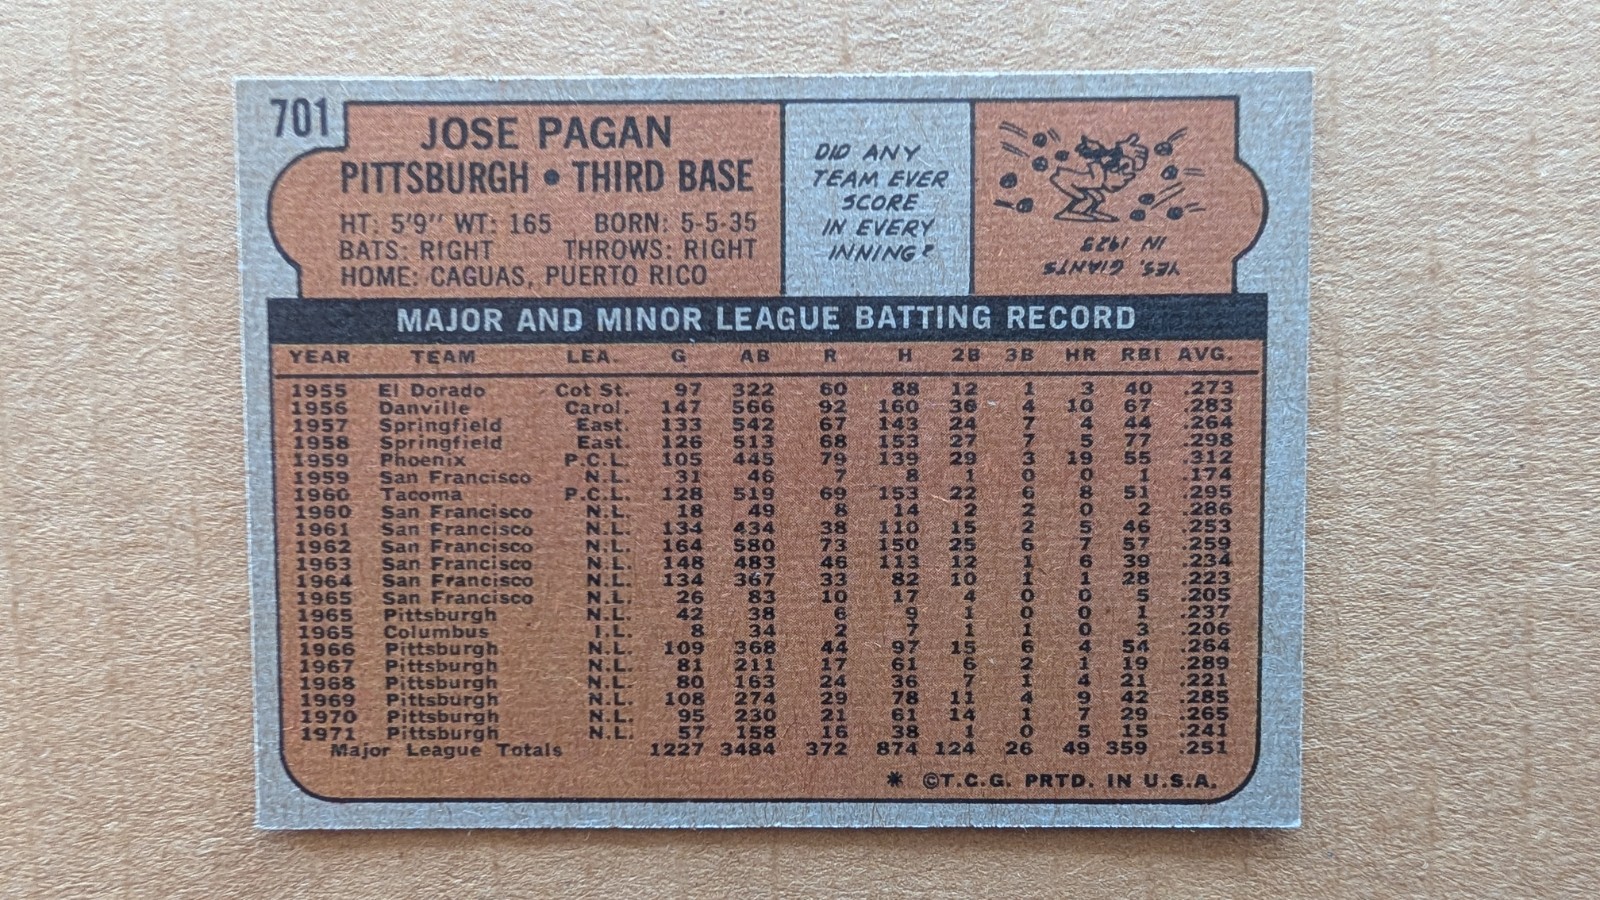 701
JOSE PAGAN
PITTSBURGH • THIRD BASE
HT: 5'9" WT: 165 BORN: 5-5-35
BATS: RIGHT THROWS: RIGHT
HOME: CAGUAS, PUERTO RICO
DID ANY
TEAM EVER
SCORE
IN EVERY
INNING?
YES, GIANTS
IN 1923
MAJOR AND MINOR LEAGUE BATTING RECORD
YEAR TEAM LEA. G AB R H 2B 3B HR RBI AVG.
1955 El Dorado Cot St. 97 322 60 88 12 1 3 40 .273
1956 Danville Carol. 147 566 92 160 36 4 10 67 .283
1957 Springfield East. 133 542 67 143 24 7 4 44 .264
1958 Springfield East. 126 513 68 153 27 7 5 77 .298
1959 Phoenix P.C.L. 105 445 79 139 29 3 19 55 .312
1959 San Francisco N.L. 31 46 7 8 1 0 0 1 .174
1960 Tacoma P.C.L. 128 519 69 153 22 6 8 51 .295
1960 San Francisco N.L. 18 49 8 14 2 2 0 2 .286
1961 San Francisco N.L. 134 434 38 110 15 2 5 46 .253
1962 San Francisco N.L. 164 580 73 150 25 6 7 57 .259
1963 San Francisco N.L. 148 483 46 113 12 1 6 39 .234
1964 San Francisco N.L. 134 367 33 82 10 1 1 28 .223
1965 San Francisco N.L. 26 83 10 17 4 0 0 5 .205
1965 Pittsburgh N.L. 42 38 6 9 1 0 0 1 .237
1965 Columbus I.L. 8 34 2 7 1 1 0 3 .206
1966 Pittsburgh N.L. 109 368 44 97 15 6 4 54 .264
1967 Pittsburgh N.L. 81 211 17 61 6 2 1 19 .289
1968 Pittsburgh N.L. 80 163 24 36 7 1 4 21 .221
1969 Pittsburgh N.L. 108 274 29 78 11 4 9 42 .285
1970 Pittsburgh N.L. 95 230 21 61 14 1 7 29 .265
1971 Pittsburgh N.L. 57 158 16 38 1 0 5 15 .241
Major League Totals 1227 3484 372 874 124 26 49 359 .251
* ©T.C.G. PRTD. IN U.S.A.